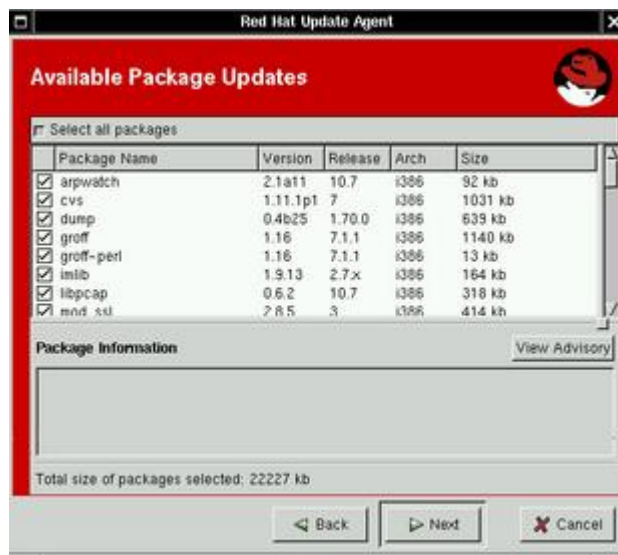 Red Hat Update Agent
Available Package Updates
Select all packages
Package Name Version Release Arch Size
arpwatch 2.1a11 10.7 i386 92 kb
cvs 1.11.1p1 7 i386 1031 kb
dump 0.4b25 1.70.0 i386 639 kb
groff 1.16 7.1.1 i386 1140 kb
groff-perl 1.16 7.1.1 i386 13 kb
imlib 1.9.13 2.7.x i386 164 kb
libpcap 0.6.2 10.7 i386 318 kb
mod_ssl 2.8.5 3 i386 414 kb
Package Information View Advisory
Total size of packages selected: 22227 kb
Back Next Cancel